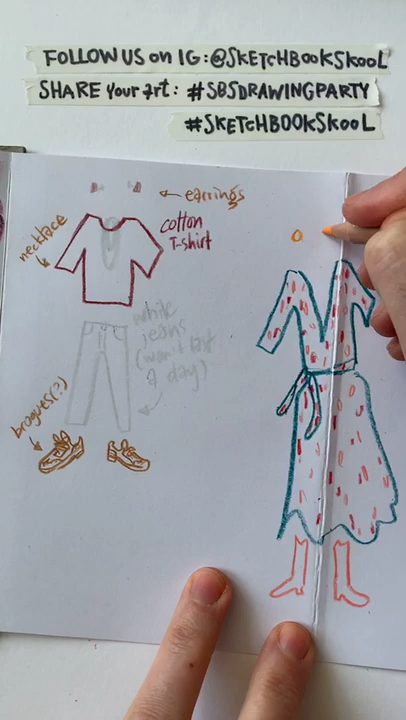 FOLLOW US on IG: @SKETCHBOOKSKOOL
SHARE your art: #SBSDRAWINGPARTY
#SKETCHBOOKSKOOL
earrings
necklace
cotton
T-shirt
white
jeans
(won't last
a day)
brogues(?)